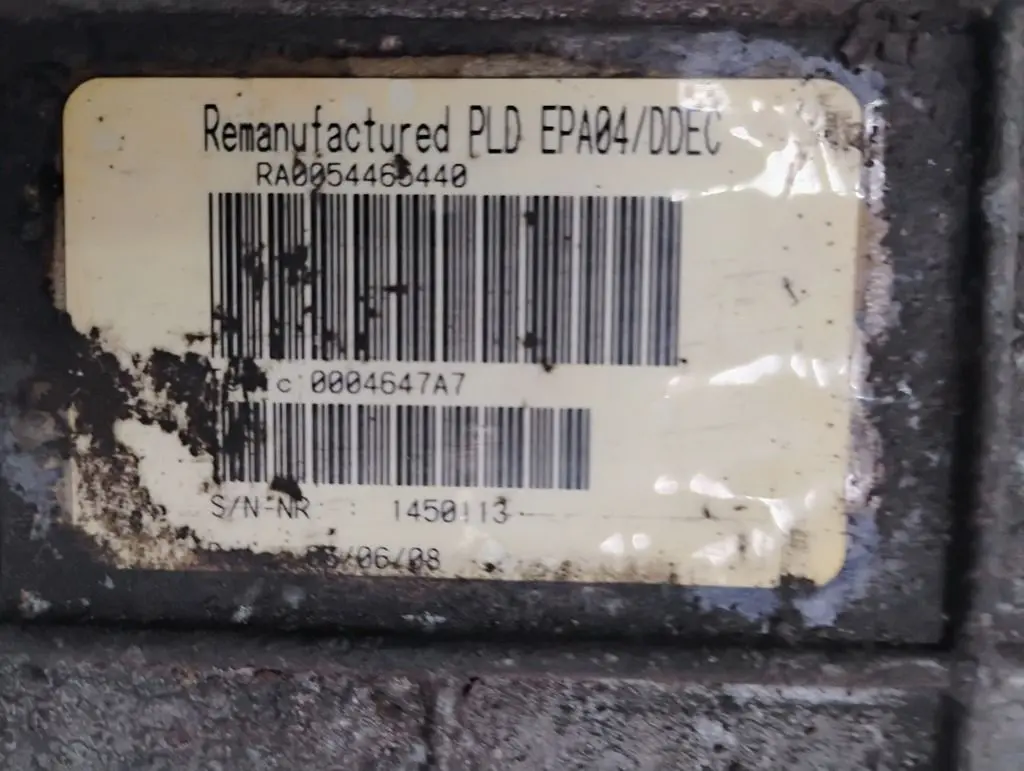 Remanufactured PLD EPA04/DDEC
RA0054465440
c 0004647A7
S/N-NR : 1450113
/06/08